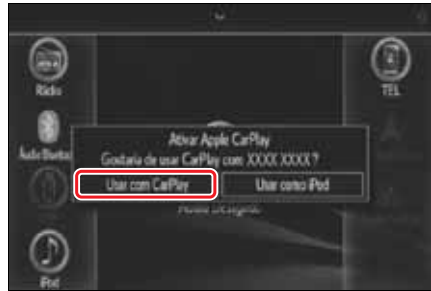 Rádio
TEL
Ativar Apple CarPlay
Gostaria de usar CarPlay com XXXX XXXX ?
Áudio Bluetooth
Usar com CarPlay
Usar como iPod
iPod